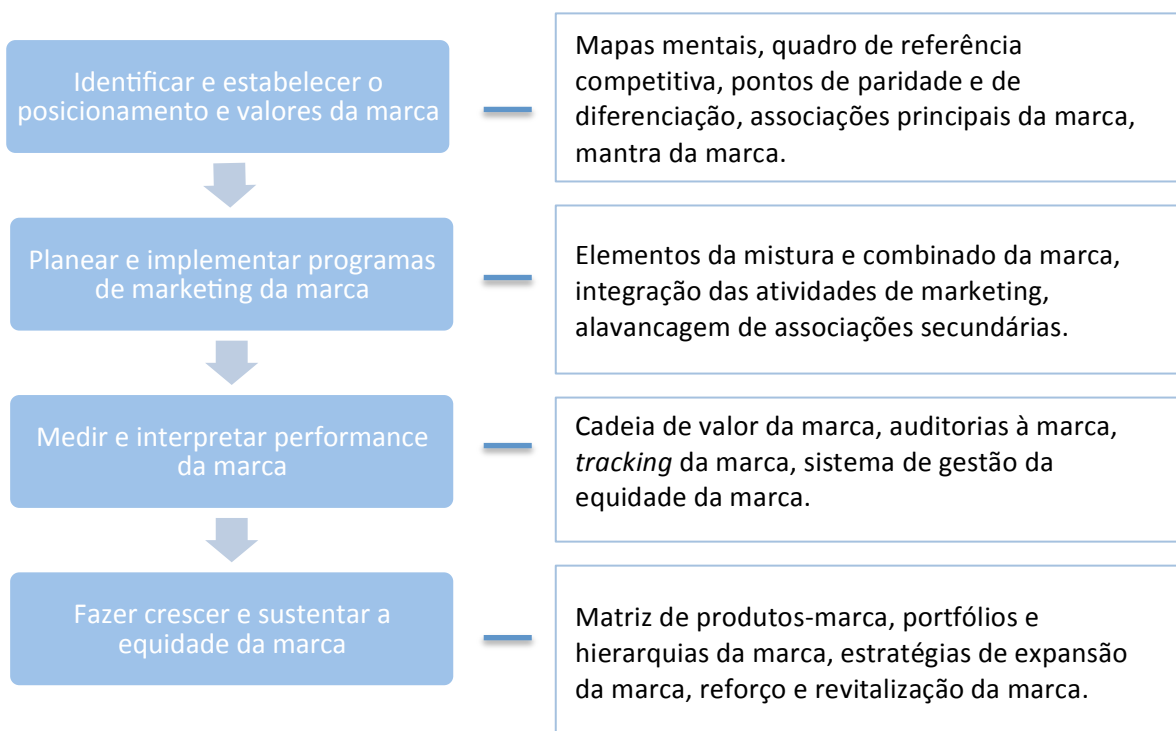 Identificar e estabelecer o
posicionamento e valores da marca
Mapas mentais, quadro de referência
competitiva, pontos de paridade e de
diferenciação, associações principais da marca,
mantra da marca.
Planear e implementar programas
de marketing da marca
Elementos da mistura e combinado da marca,
integração das atividades de marketing,
alavancagem de associações secundárias.
Medir e interpretar performance
da marca
Cadeia de valor da marca, auditorias à marca,
tracking da marca, sistema de gestão da
equidade da marca.
Fazer crescer e sustentar a
equidade da marca
Matriz de produtos-marca, portfólios e
hierarquias da marca, estratégias de expansão
da marca, reforço e revitalização da marca.